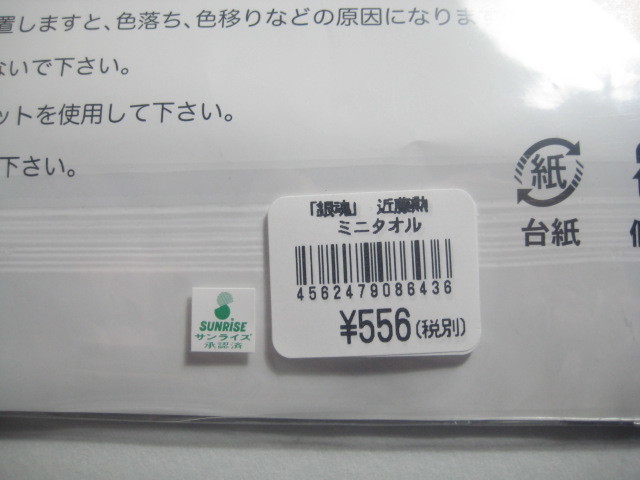 置しますと、色落ち、色移りなどの原因になりま
ないで下さい。
ットを使用して下さい。
下さい。
紙
台紙
「銀魂」 近藤勲
ミニタオル
4562479086436
¥556(税別)
SUNRISE
サンライズ
承認済